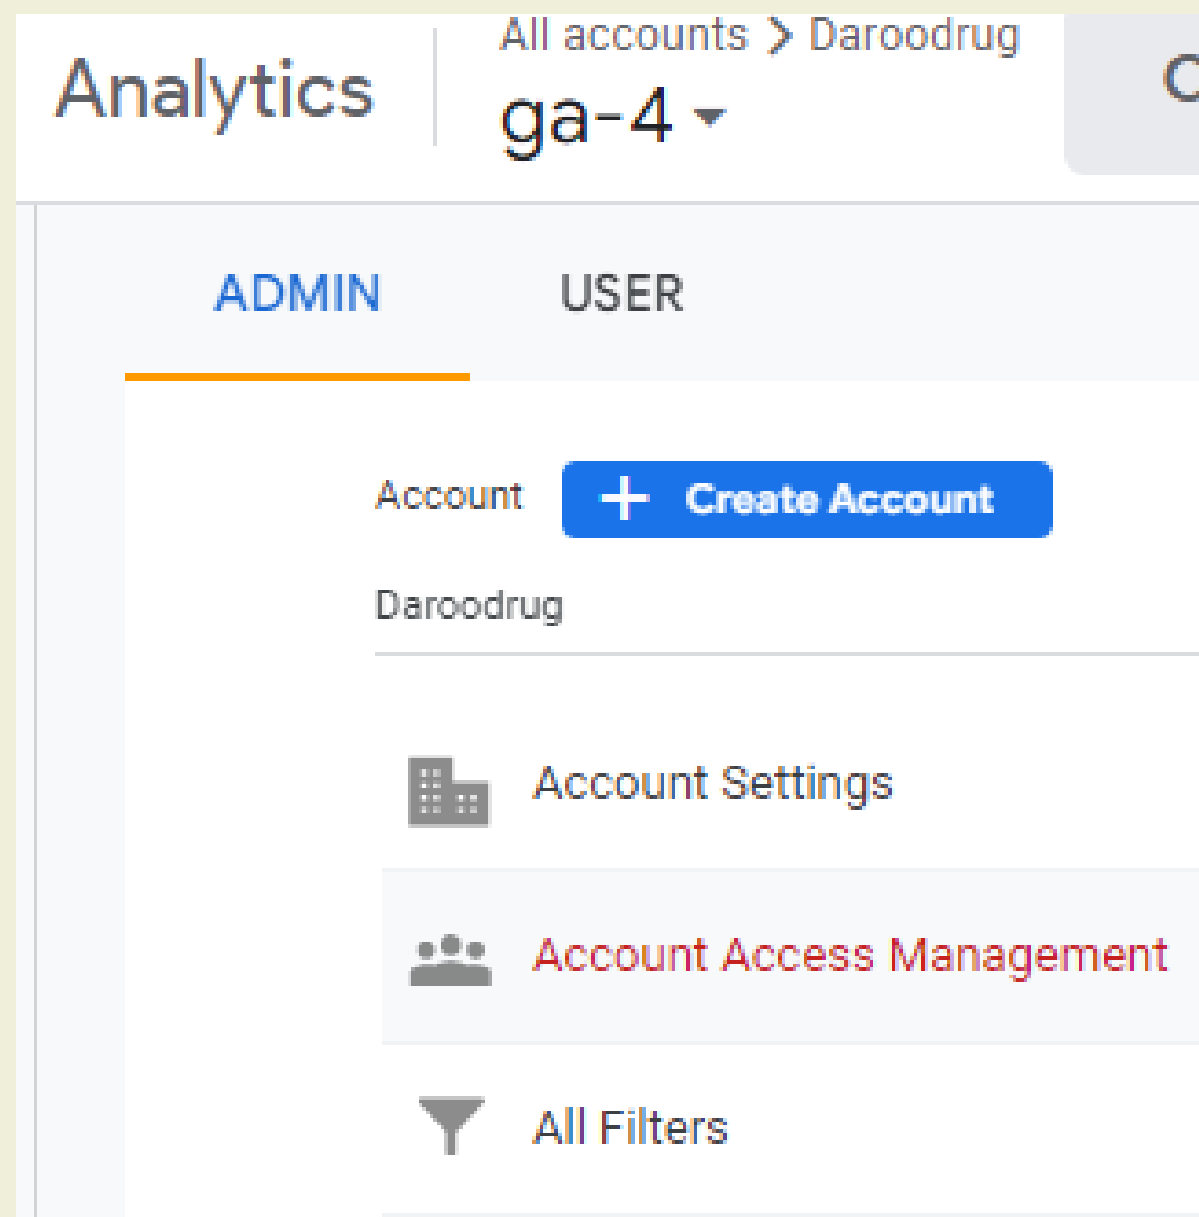 Analytics
All accounts > Daroodrug
ga-4
ADMIN
USER
Account
Create Account
Daroodrug
Account Settings
Account Access Management
All Filters